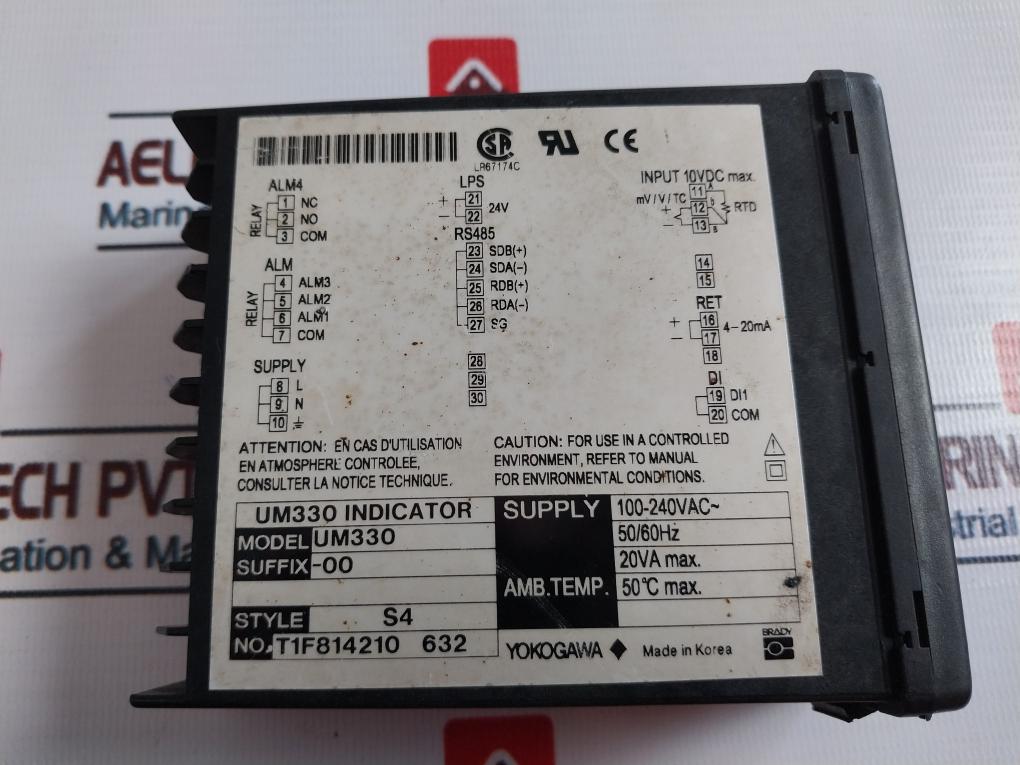 AEL
Marin
SA
LR67174C
RU
CE
ALM4
RELAY
1 NC
2 NO
3 COM
ALM
RELAY
4 ALM3
5 ALM2
6 ALM1
7 COM
SUPPLY
8 L
9 N
10
LPS
+ 21
− 22
24V
RS485
23 SDB(+)
24 SDA(−)
25 RDB(+)
26 RDA(−)
27 SG
28
29
30
INPUT 10VDC max.
mV/V/TC
11 A
+ 12 b
− 13 B
RTD
14
15
RET
+ 16
− 17
4-20mA
18
DI
19 DI1
20 COM
ATTENTION: EN CAS D'UTILISATION
EN ATMOSPHERE CONTROLEE,
CONSULTER LA NOTICE TECHNIQUE.
CAUTION: FOR USE IN A CONTROLLED
ENVIRONMENT, REFER TO MANUAL
FOR ENVIRONMENTAL CONDITIONS.
UM330 INDICATOR
MODEL UM330
SUFFIX -00
STYLE S4
NO. T1F814210 632
SUPPLY 100-240VAC~
50/60Hz
20VA max.
AMB.TEMP. 50°C max.
YOKOGAWA ◆ Made in Korea
BRADY
ECH PVT
ation & Ma
RIN
strial